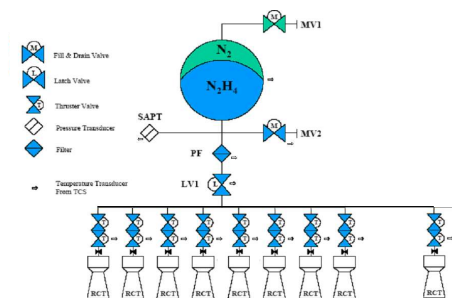 M
MV1
N2
M Fill & Drain Valve
N2H4
L Latch Valve
T Thruster Valve
SAPT
M
MV2
Pressure Transducer
Filter
PF
Temperature Transducer
From TCS
L
LV1
T T T T T T T T T
T T T T T T T T T
RCT RCT RCT RCT RCT RCT RCT RCT RCT